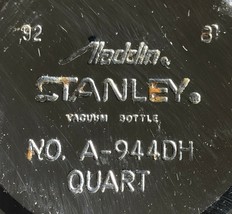 92 8
Aladdin.
STANLEY.
VACUUM BOTTLE
NO. A-944DH
QUART